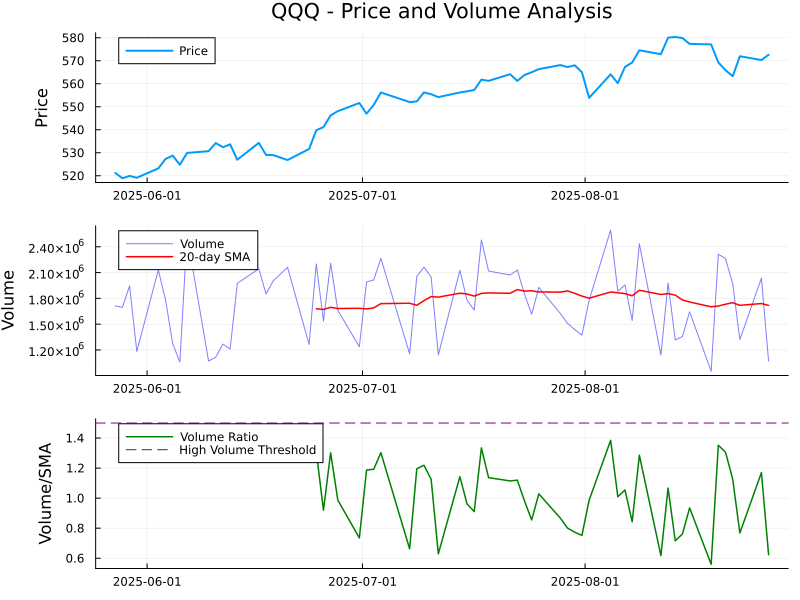 QQQ - Price and Volume Analysis
Price
580
570
560
550
540
530
520
Price
2025-06-01
2025-07-01
2025-08-01
Volume
20-day SMA
2.40×10⁶
2.10×10⁶
1.80×10⁶
1.50×10⁶
1.20×10⁶
Volume
2025-06-01
2025-07-01
2025-08-01
Volume Ratio
High Volume Threshold
1.4
1.2
1.0
0.8
0.6
Volume/SMA
2025-06-01
2025-07-01
2025-08-01